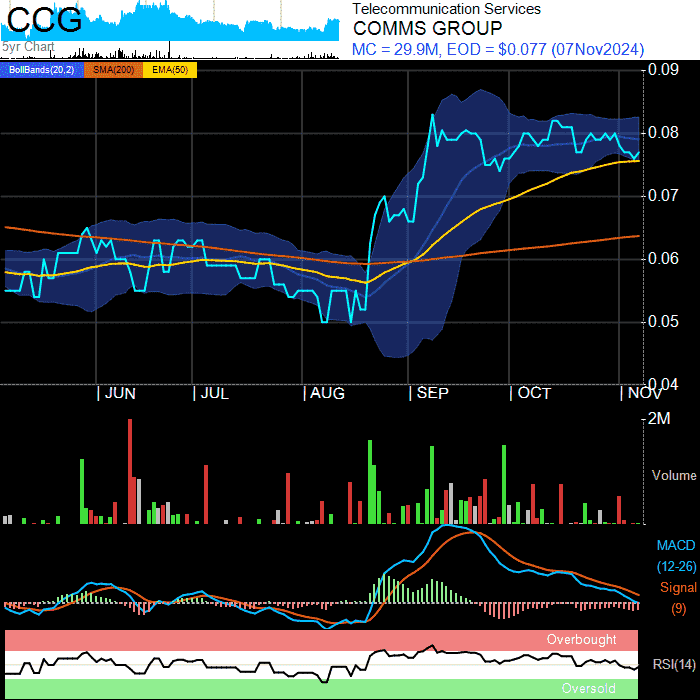 CCG
5yr Chart
Telecommunication Services
COMMS GROUP
MC = 29.9M, EOD = $0.077 (07Nov2024)
BollBands(20,2) SMA(200) EMA(50)
0.09
0.08
0.07
0.06
0.05
0.04
JUN JUL AUG SEP OCT NOV
2M
Volume
MACD
(12-26)
Signal
(9)
Overbought
RSI(14)
Oversold